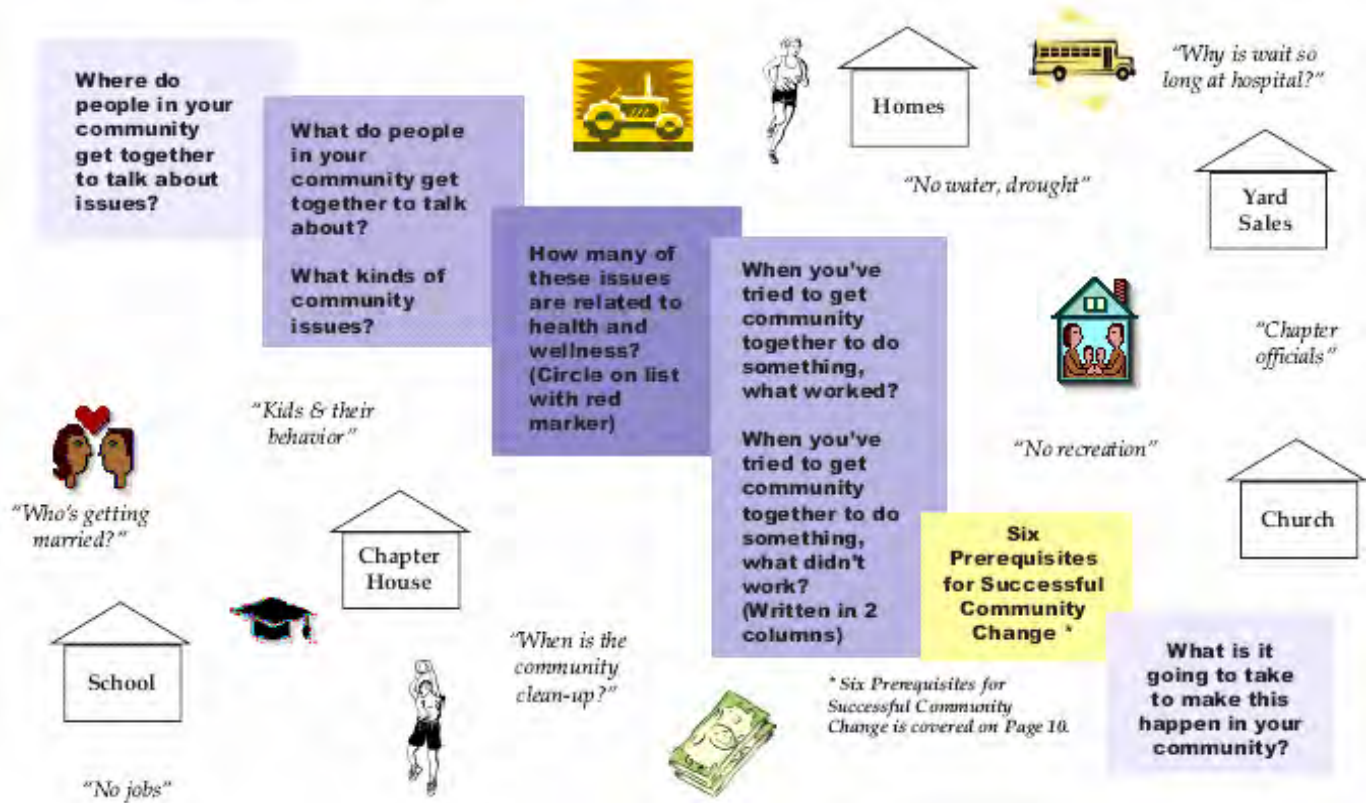 Where do
people in your
community
get together
to talk about
issues?
What do people
in your
community get
together to talk
about?
What kinds of
community
issues?
How many of
these issues
are related to
health and
wellness?
(Circle on list
with red
marker)
When you've
tried to get
community
together to do
something,
what worked?
When you've
tried to get
community
together to do
something,
what didn't
work?
(Written in 2
columns)
Six
Prerequisites
for Successful
Community
Change *
What is it
going to take
to make this
happen in your
community?
* Six Prerequisites for
Successful Community
Change is covered on Page 10.
Homes
"Why is wait so
long at hospital?"
"No water, drought"
Yard
Sales
"Chapter
officials"
"No recreation"
Church
"Kids & their
behavior"
"Who's getting
married?"
Chapter
House
School
"When is the
community
clean-up?"
"No jobs"